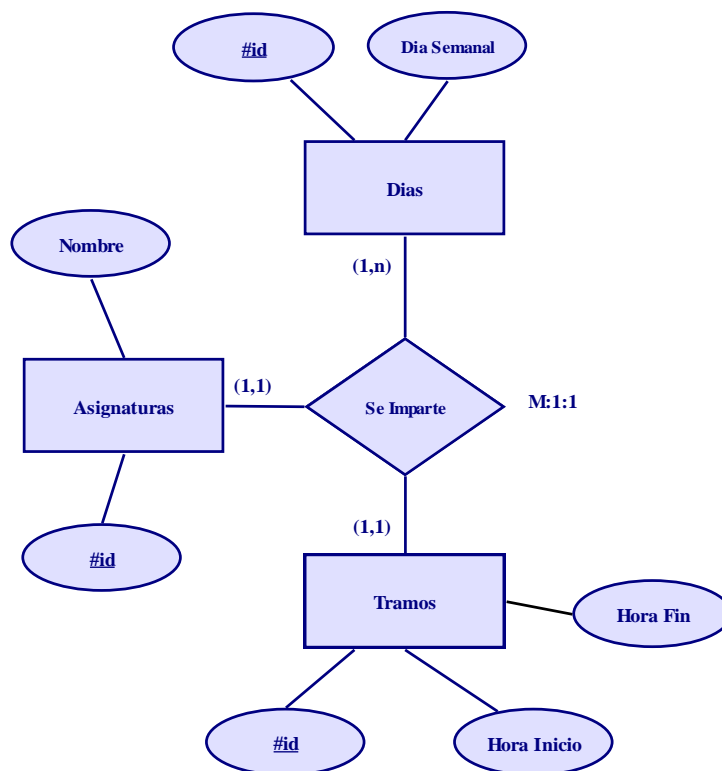 #id
Dia Semanal
Dias
Nombre
(1,n)
Asignaturas
(1,1)
Se Imparte
M:1:1
(1,1)
#id
Tramos
Hora Fin
#id
Hora Inicio